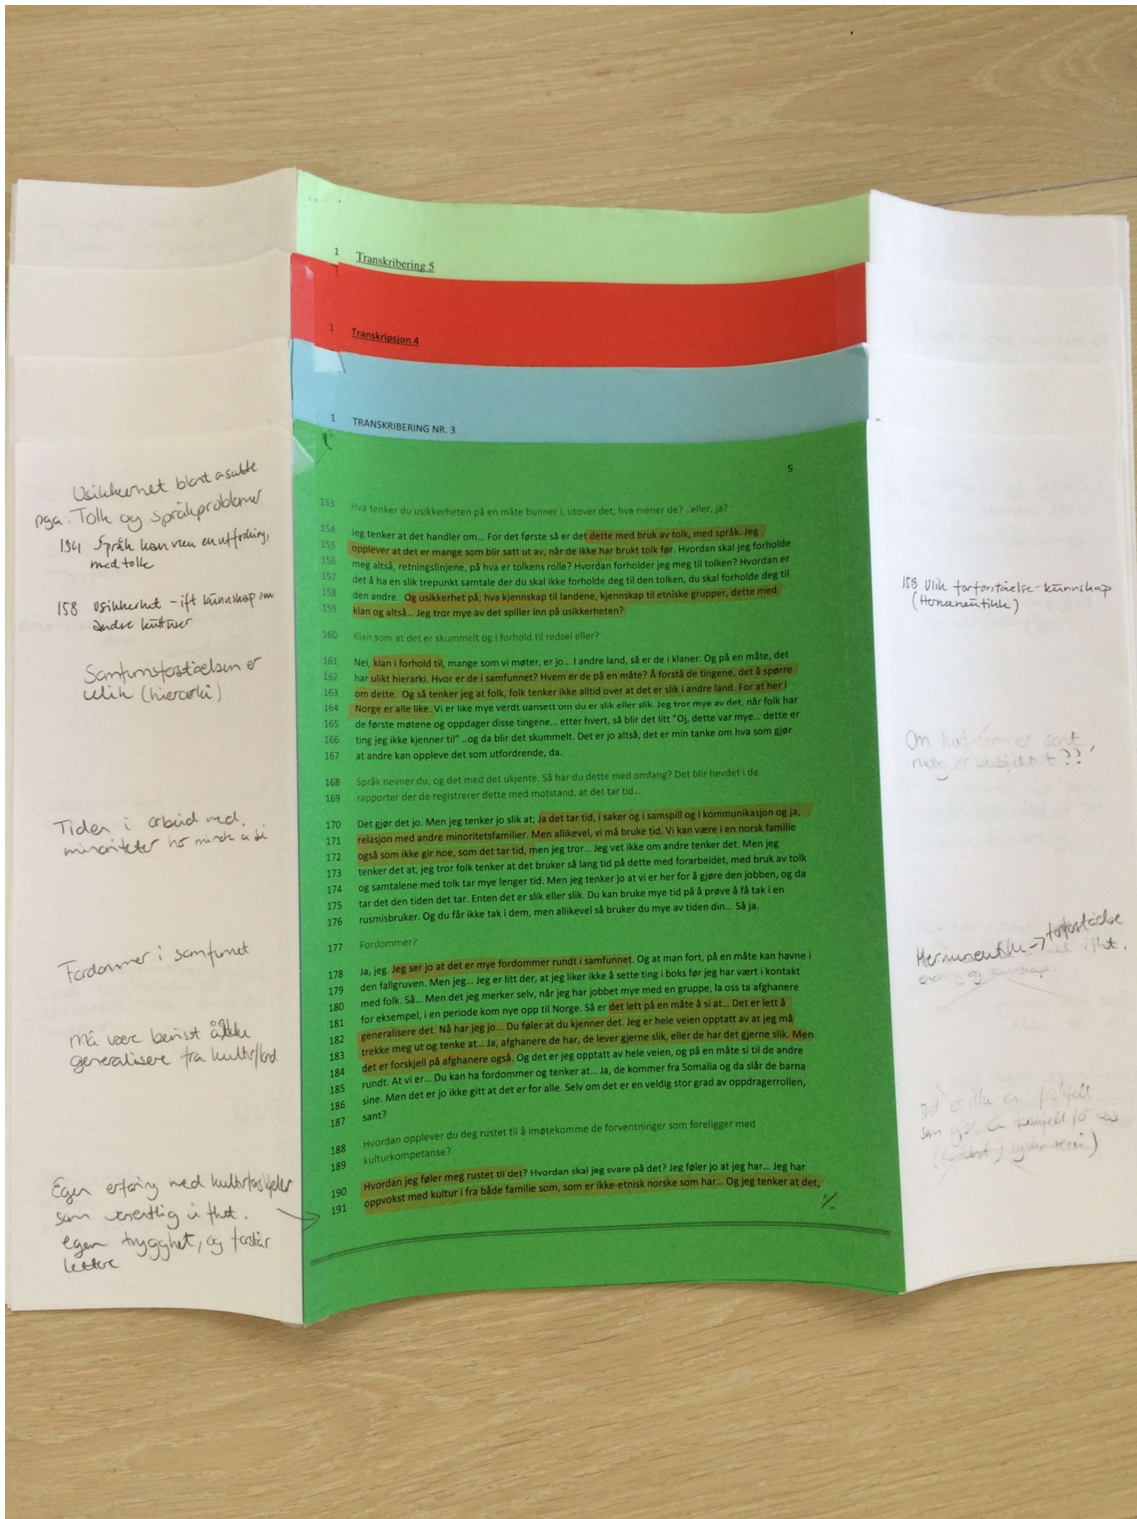 1 Transkribering 5
1 Transkripsjon 4
1 TRANSKRIBERING NR. 3
5
Usikkerhet blant ansatte
pga. Tolk og språkproblemer
154 Språk kan være en utfordring,
med tolk
158 Usikkerhet - ift kunnskap om
andre kulturer
Samfunnsforståelsen er
ulik (hierarki)
Tiden i arbeid med
minoriteter
Fordommer i samfunnet
Må være bevisst å ikke
generalisere fra kultur/land
Egen erfaring med kulturforskjeller
som vesentlig i fht.
egen trygghet, og forstår
lettere
153 Hva tenker du usikkerheten på en måte bunner i, utover det, hva mener de? ..eller, ja?
154 Jeg tenker at det handler om... For det første så er det dette med bruk av tolk, med språk. Jeg
155 opplever at det er mange som blir satt ut av, når de ikke har brukt tolk før. Hvordan skal jeg forholde
156 meg altså, retningslinjene, på hva er tolkens rolle? Hvordan forholder jeg meg til tolken? Hvordan er
157 det å ha en slik trepunkt samtale der du skal ikke forholde deg til den tolken, du skal forholde deg til
158 den andre. Og usikkerhet på; hva kjennskap til landene, kjennskap til etniske grupper, dette med
159 klan og altså... Jeg tror mye av det spiller inn på usikkerheten?
160 Klan som at det er skummelt og i forhold til redsel eller?
161 Nei, klan i forhold til, mange som vi møter, er jo... I andre land, så er de i klaner. Og på en måte, det
162 har ulikt hierarki. Hvor er de i samfunnet? Hvem er de på en måte? Å forstå de tingene, det å spørre
163 om dette. Og så tenker jeg at folk, folk tenker ikke alltid over at det er slik i andre land. For at her i
164 Norge er alle like. Vi er like mye verdt uansett om du er slik eller slik. Jeg tror mye av det, når folk har
165 de første møtene og oppdager disse tingene... etter hvert, så blir det litt "Oj, dette var mye... dette er
166 ting jeg ikke kjenner til" ..og da blir det skummelt. Det er jo altså, det er min tanke om hva som gjør
167 at andre kan oppleve det som utfordrende, da.
168 Språk nevner du, og det med det ukjente. Så har du dette med omfang? Det blir hevdet i de
169 rapporter der de registrerer dette med motstand, at det tar tid...
170 Det gjør det jo. Men jeg tenker jo slik at; Ja det tar tid, i saker og i samspill og i kommunikasjon og ja,
171 relasjon med andre minoritetsfamilier. Men allikevel, vi må bruke tid. Vi kan være i en norsk familie
172 også som ikke gir noe, som det tar tid, men jeg tror... Jeg vet ikke om andre tenker det. Men jeg
173 tenker det at, jeg tror folk tenker at det bruker så lang tid på dette med forarbeidet, med bruk av tolk
174 og samtalene med tolk tar mye lenger tid. Men jeg tenker jo at vi er her for å gjøre den jobben, og da
175 tar det den tiden det tar. Enten det er slik eller slik. Du kan bruke mye tid på å prøve å få tak i en
176 rusmisbruker. Og du får ikke tak i dem, men allikevel så bruker du mye av tiden din... Så ja.
177 Fordommer?
178 Ja, jeg. Jeg ser jo at det er mye fordommer rundt i samfunnet. Og at man fort, på en måte kan havne i
179 den fallgruven. Men jeg... Jeg er litt der, at jeg liker ikke å sette ting i boks før jeg har vært i kontakt
180 med folk. Så... Men det jeg merker selv, når jeg har jobbet mye med en gruppe, la oss ta afghanere
181 for eksempel, i en periode kom nye opp til Norge. Så er det lett på en måte å si at... Det er lett å
182 generalisere det. Nå har jeg jo... Du føler at du kjenner det. Jeg er hele veien opptatt av at jeg må
183 trekke meg ut og tenke at... Ja, afghanere de har, de lever gjerne slik, eller de har det gjerne slik. Men
184 det er forskjell på afghanere også. Og det er jeg opptatt av hele veien, og på en måte si til de andre
185 rundt. At vi er... Du kan ha fordommer og tenker at... Ja, de kommer fra Somalia og da slår de barna
186 sine. Men det er jo ikke gitt at det er for alle. Selv om det er en veldig stor grad av oppdragerrollen,
187 sant?
188 Hvordan opplever du deg rustet til å imøtekomme de forventninger som foreligger med
189 kulturkompetanse?
190 Hvordan jeg føler meg rustet til det? Hvordan skal jeg svare på det? Jeg føler jo at jeg har... Jeg har
191 oppvokst med kultur i fra både familie som, som er ikke-etnisk norske som har... Og jeg tenker at det,
158 Ulik forforståelse - kunnskap
(Hermeneutikk)
Hermeneutikk → forforståelse